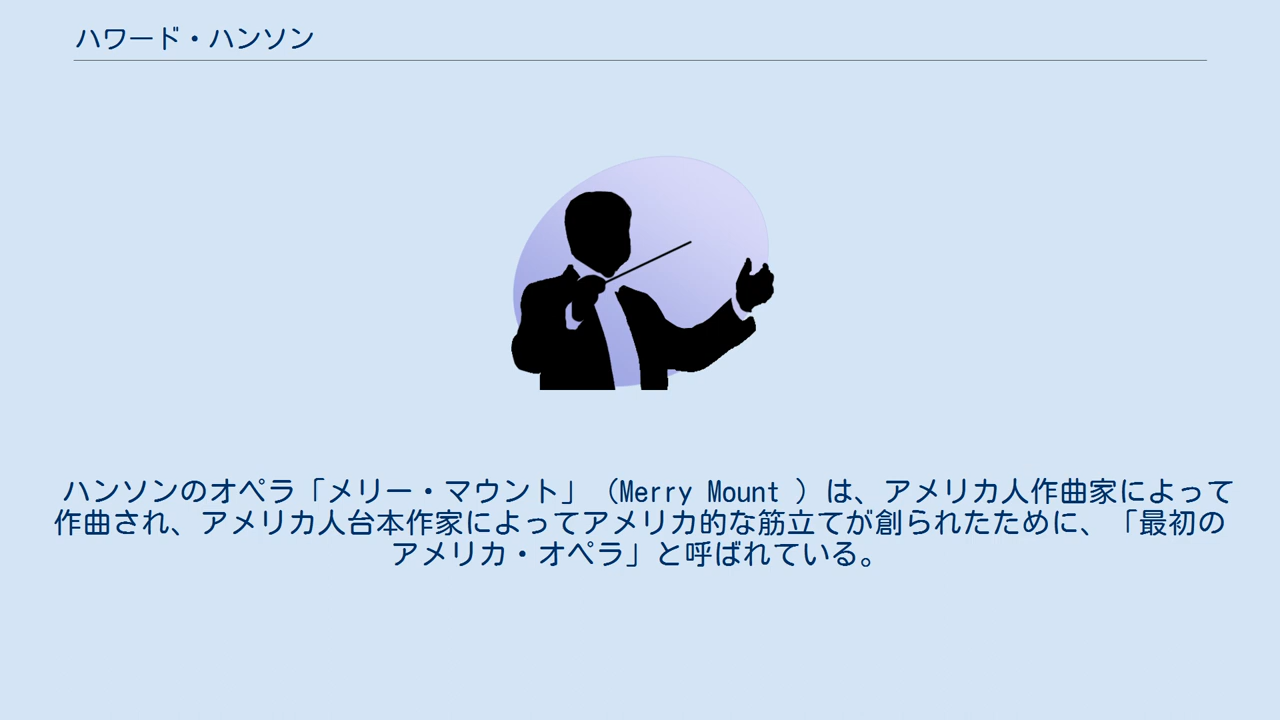 ハワード・ハンソン
ハンソンのオペラ「メリー・マウント」（Merry Mount ）は、アメリカ人作曲家によって
作曲され、アメリカ人台本作家によってアメリカ的な筋立てが創られたために、「最初の
アメリカ・オペラ」と呼ばれている。